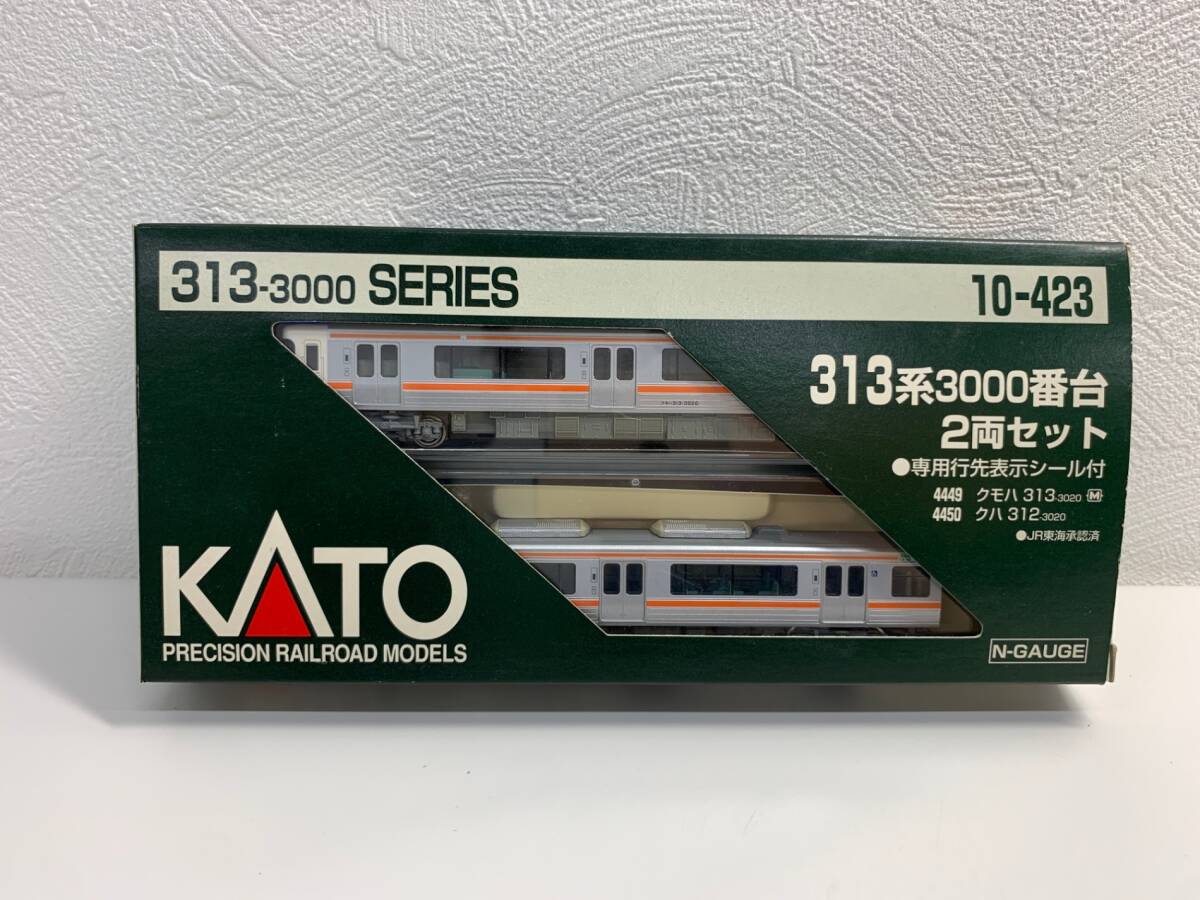 313-3000 SERIES
10-423
313系3000番台
2両セット
●専用行先表示シール付
4449 クモハ 313-3020 M
4450 クハ 312-3020
●JR東海承認済
KATO
PRECISION RAILROAD MODELS
N-GAUGE